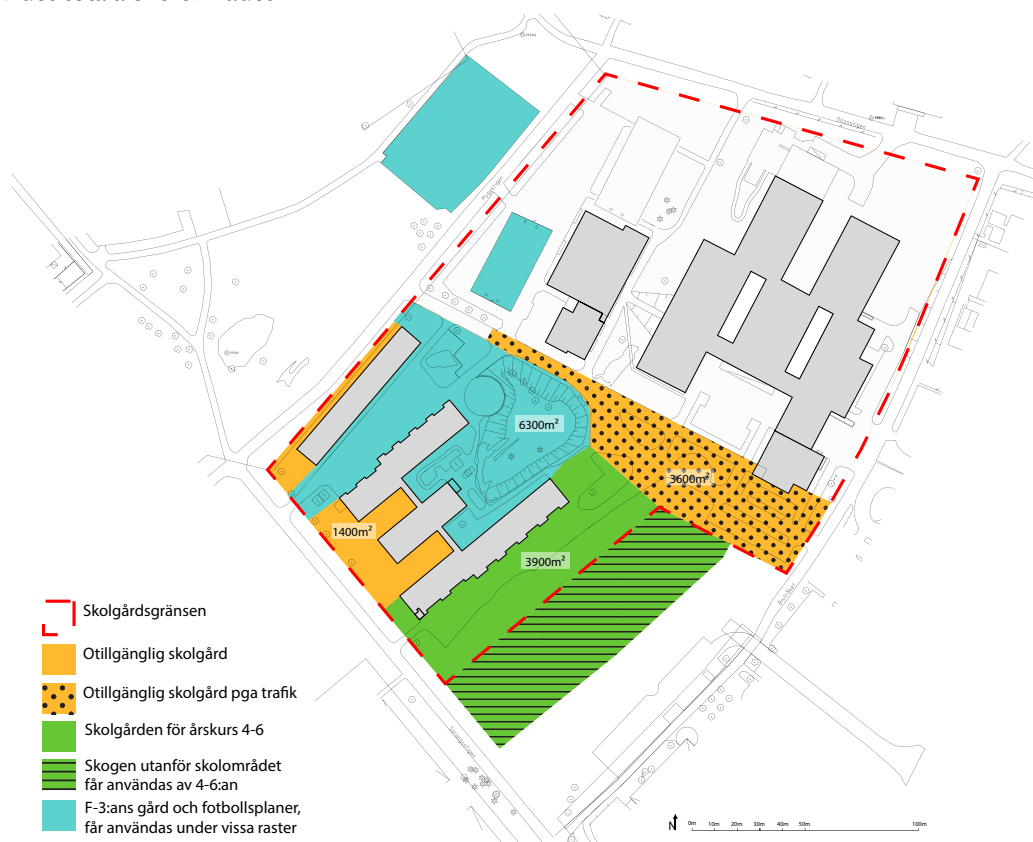 Myggstigen
Getingstigen
6300m²
3600m²
1400m²
3900m²
Skolgårdsgränsen
Otillgänglig skolgård
Otillgänglig skolgård pga trafik
Skolgården för årskurs 4-6
Skogen utanför skolområdet
får användas av 4-6:an
F-3:ans gård och fotbollsplaner,
får användas under vissa raster
N
0m 10m 20m 30m 40m 50m 100m